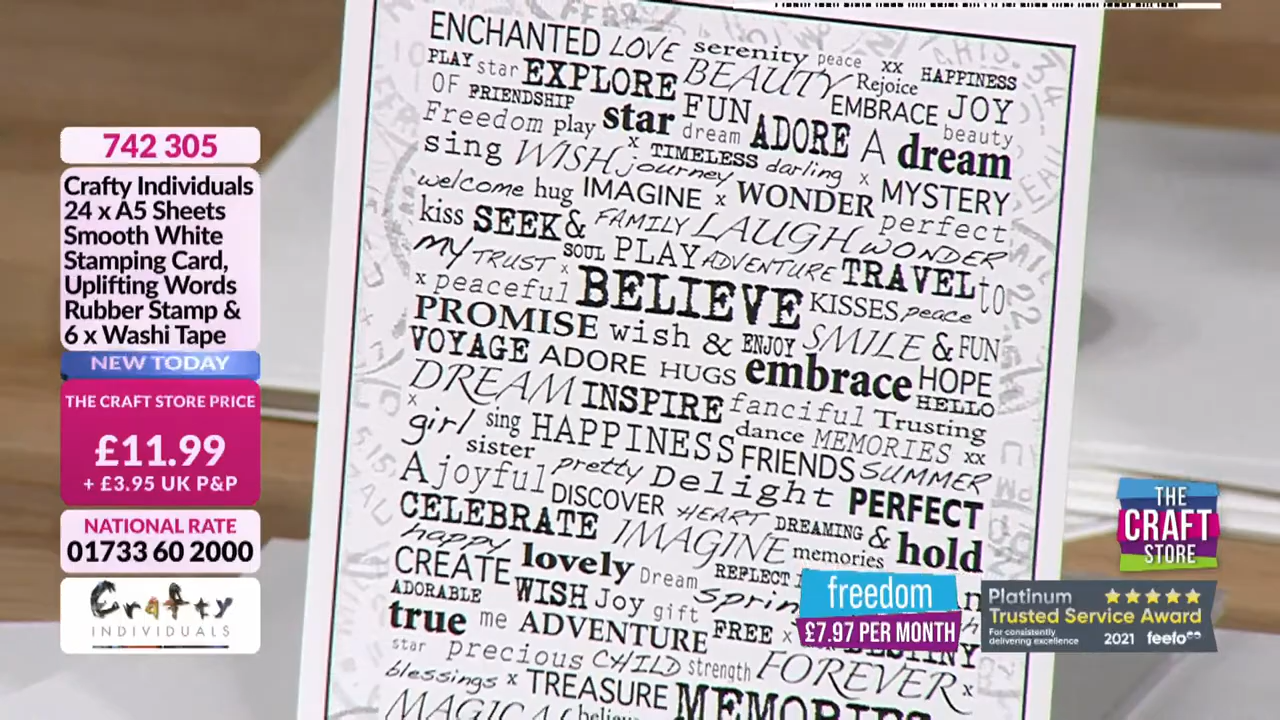 742 305
Crafty Individuals
24 x A5 Sheets
Smooth White
Stamping Card,
Uplifting Words
Rubber Stamp &
6 x Washi Tape
NEW TODAY
THE CRAFT STORE PRICE
£11.99
+ £3.95 UK P&P
NATIONAL RATE
01733 60 2000
Crafty
INDIVIDUALS
ENCHANTED LOVE serenity peace xx HAPPINESS
PLAY star EXPLORE BEAUTY Rejoice
OF FRIENDSHIP FUN EMBRACE JOY
Freedom play star dream ADORE A beauty dream
sing WISH x journey TIMELESS darling x MYSTERY
welcome hug IMAGINE x WONDER perfect
kiss SEEK & FAMILY LAUGH WONDER
my TRUST x SOUL PLAY ADVENTURE TRAVEL to
x peaceful BELIEVE KISSES peace
PROMISE wish & ENJOY SMILE & FUN
VOYAGE ADORE HUGS embrace HOPE
HELLO
DREAM INSPIRE fanciful Trusting
x girl sing HAPPINESS dance MEMORIES xx
sister pretty FRIENDS SUMMER
A joyful DISCOVER Delight PERFECT
CELEBRATE IMAGINE HEART DREAMING & hold
happy lovely memories
CREATE Dream REFLECT
ADORABLE WISH Joy gift
true me ADVENTURE FREE x DESTINY
star precious CHILD strength FOREVER x
blessings x TREASURE MEMORIES
MAGICAL
THE
CRAFT
STORE
freedom
£7.97 PER MONTH
Platinum
Trusted Service Award
For consistently
delivering excellence
2021 feefo